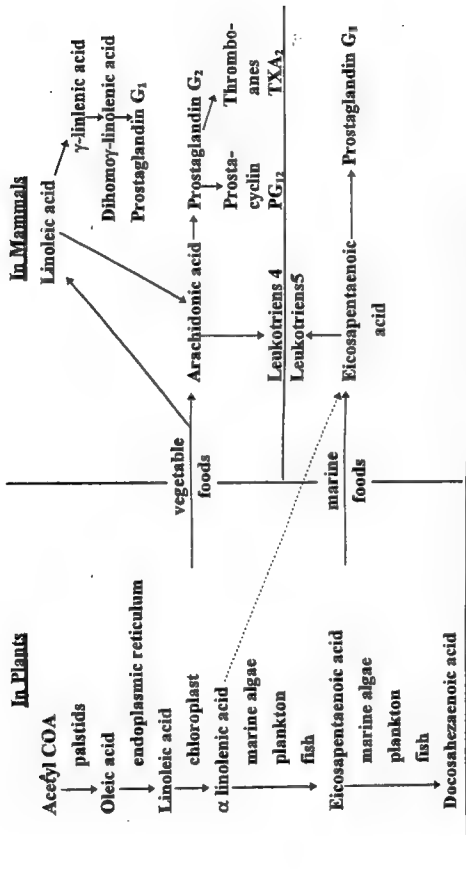 In Plants
Acetyl COA
palstids
Oleic acid
endoplasmic reticulum
Linoleic acid
chloroplast
α linolenic acid
marine algae
plankton
fish
Eicosapentaenoic acid
marine algae
plankton
fish
Docosahezaenoic acid
vegetable
foods
marine
foods
In Mammals
Linoleic acid
γ-linlenic acid
Dihomoγ-linolenic acid
Prostaglandin G1
Arachidonic acid
Prostaglandin G2
Prosta-
cyclin
PG12
Thrombo-
anes
TXA2
Leukotriens 4
Leukotriens5
Eicosapentaenoic
acid
Prostaglandin G3